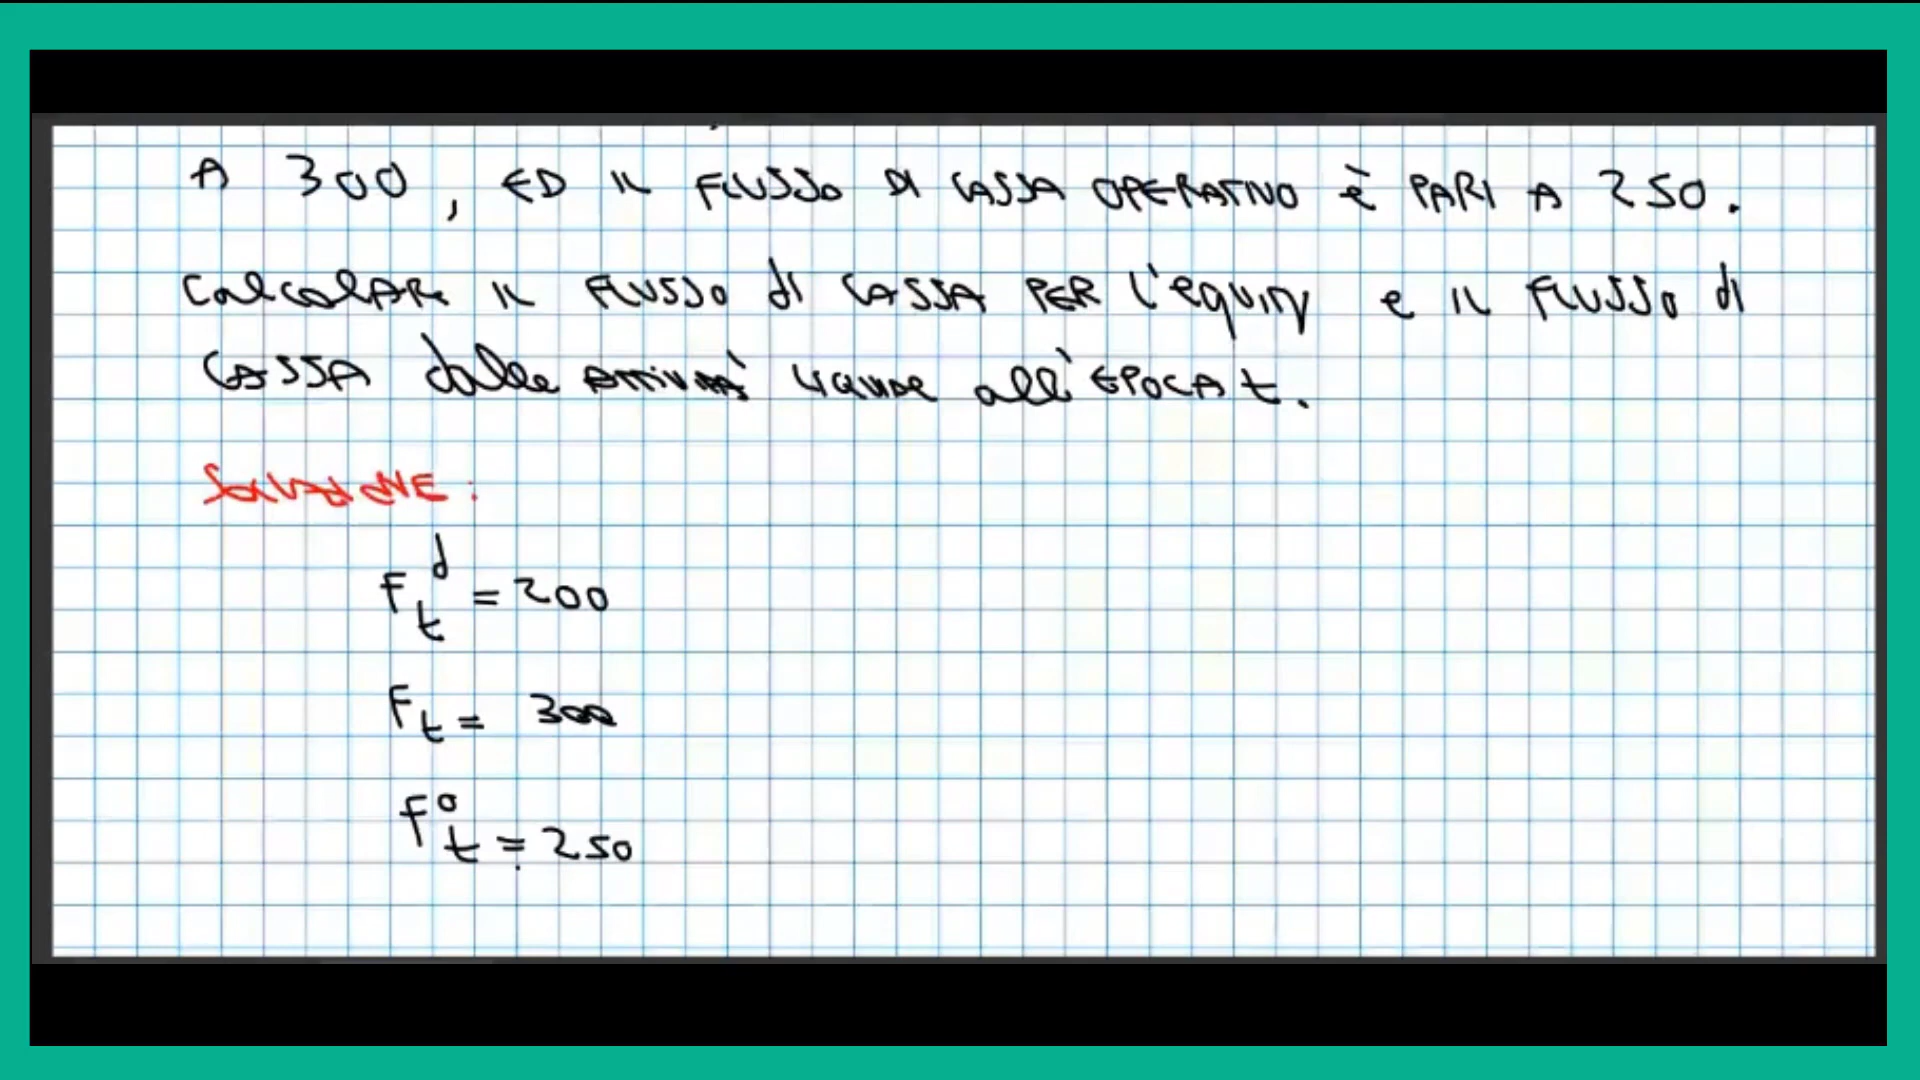 A 300, ED IL FLUSSO DI CASSA OPERATIVO È PARI A 250.
CALCOLARE IL FLUSSO di CASSA PER l'equity e IL FLUSSO di
CASSA dalle ATTIVITÀ LIQUIDE all'EPOCA t.
SOLUZIONE:
F_t^d = 200
F_t = 300
F_t^o = 250